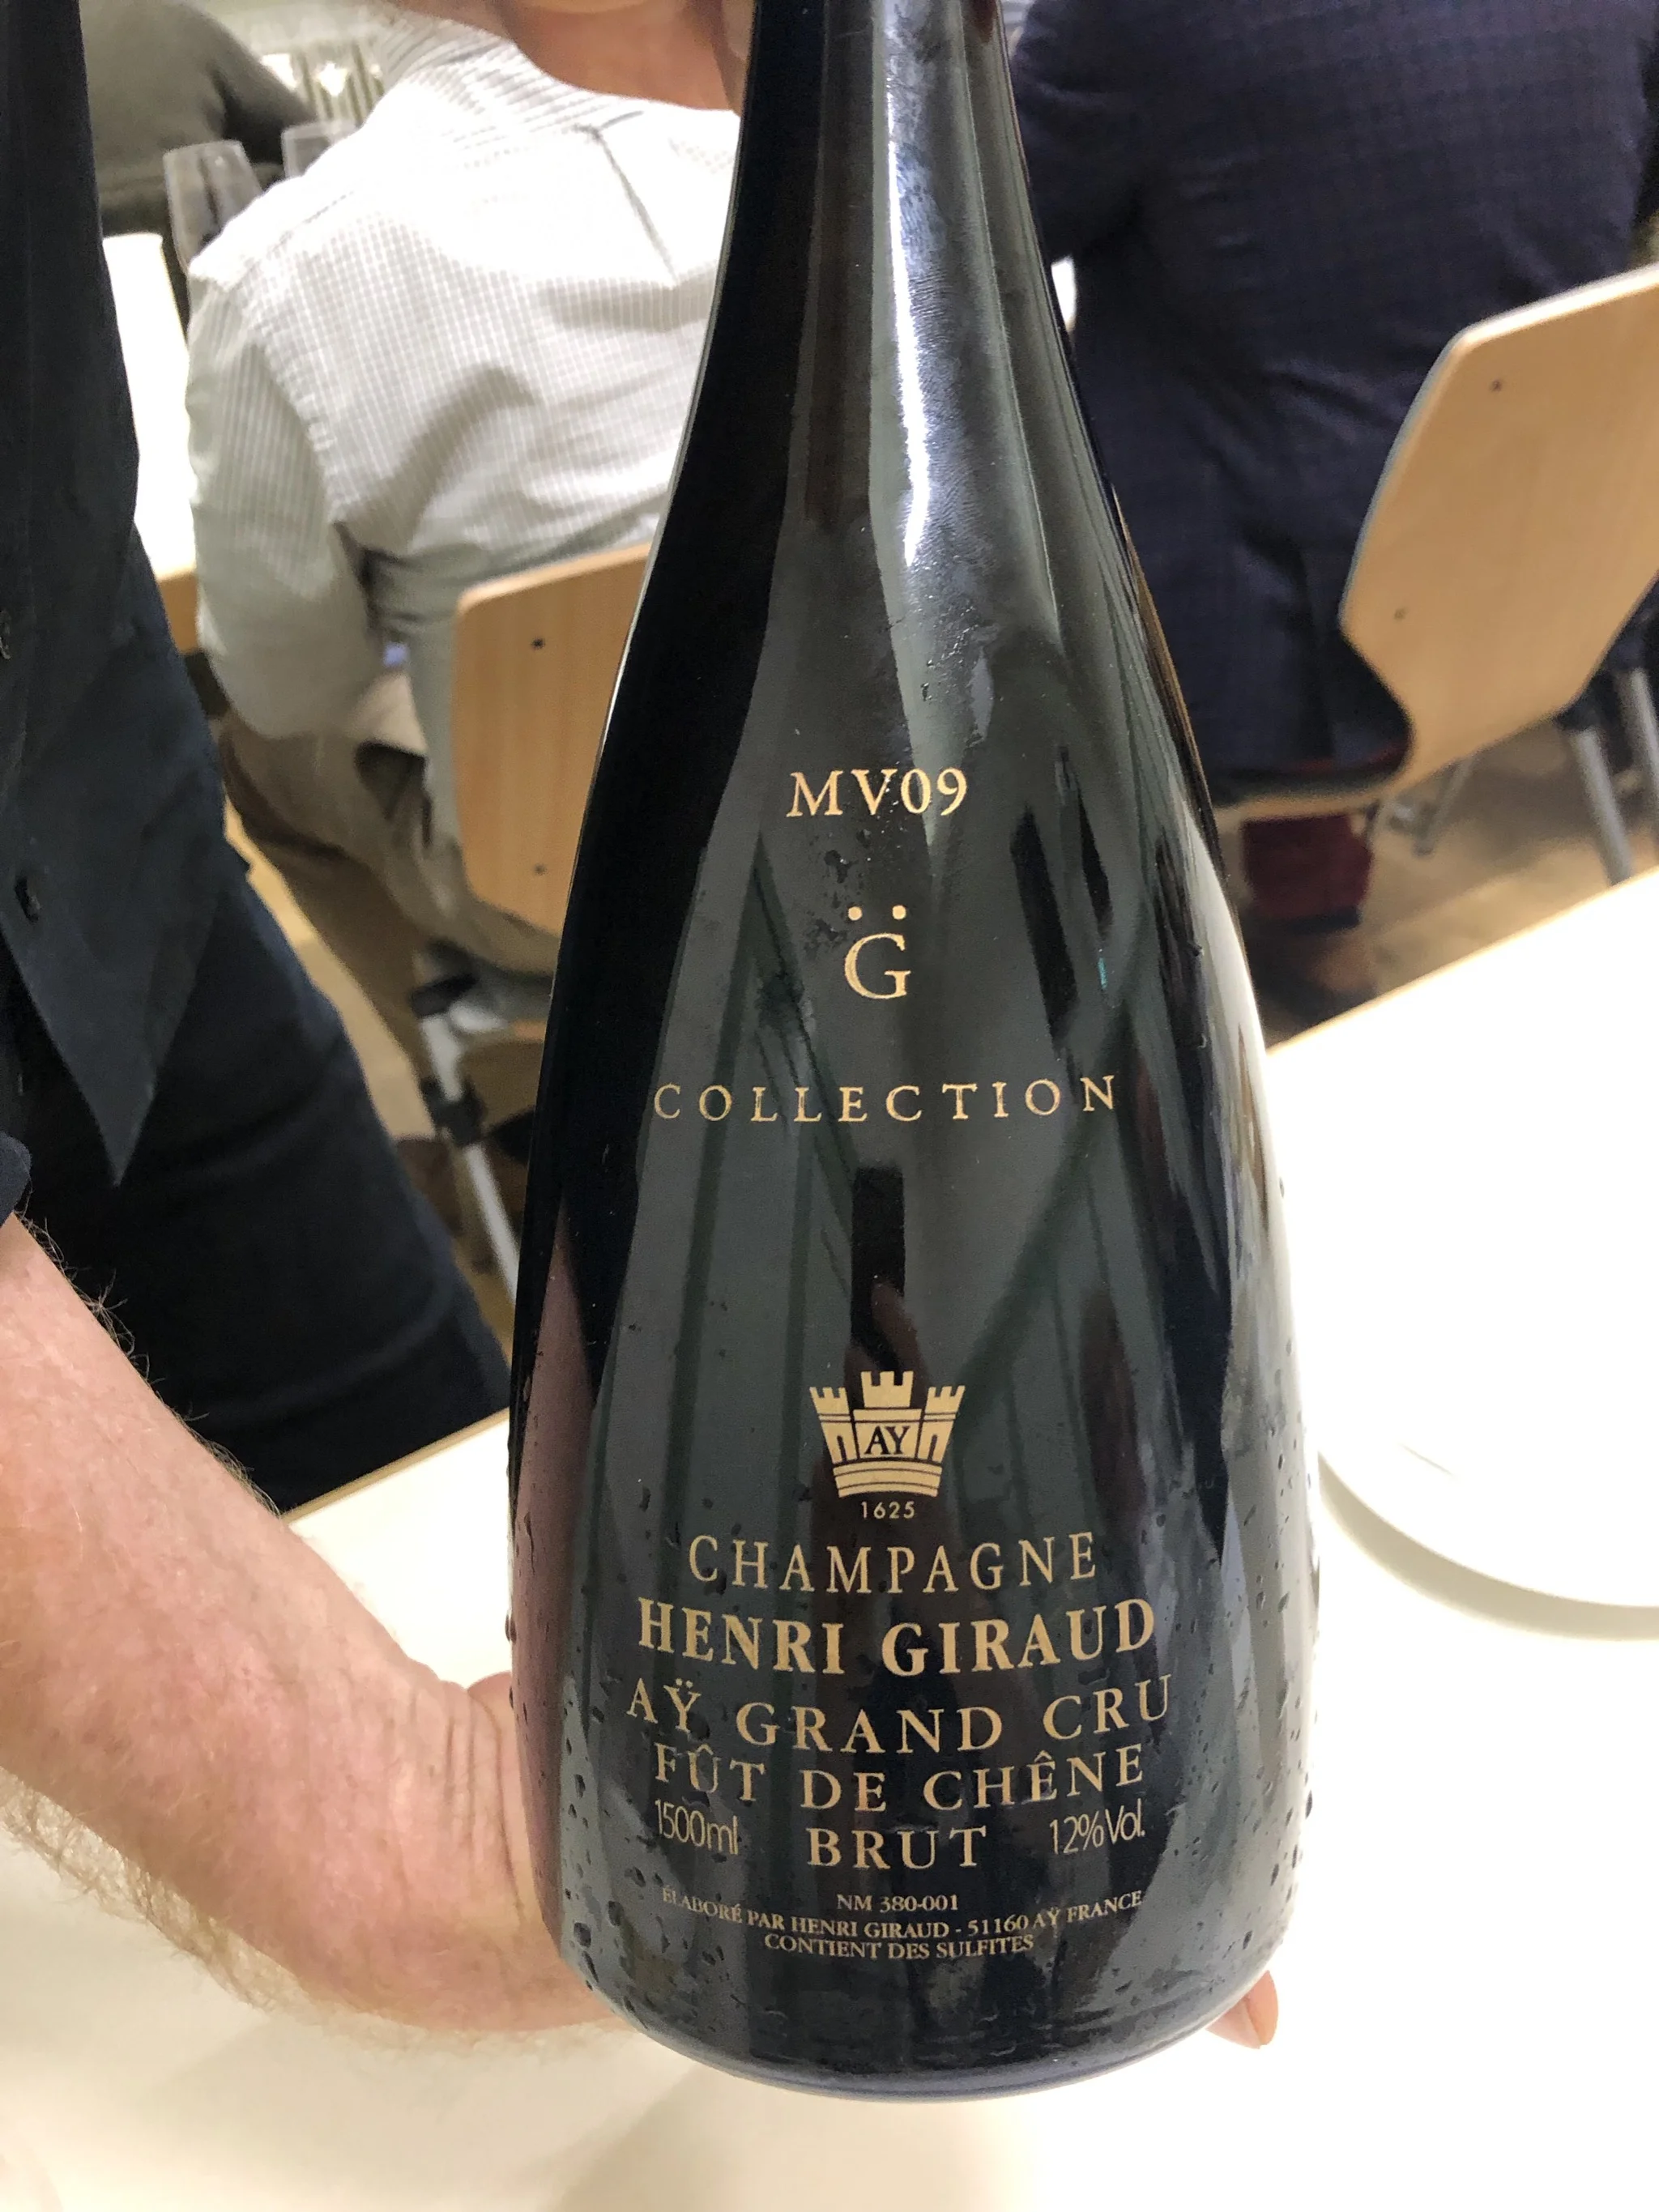 MV09
G̈
COLLECTION
AY
1625
CHAMPAGNE
HENRI GIRAUD
AŸ GRAND CRU
FÛT DE CHÊNE
1500ml BRUT 12%Vol.
NM 380-001
ÉLABORÉ PAR HENRI GIRAUD - 51160 AŸ FRANCE
CONTIENT DES SULFITES